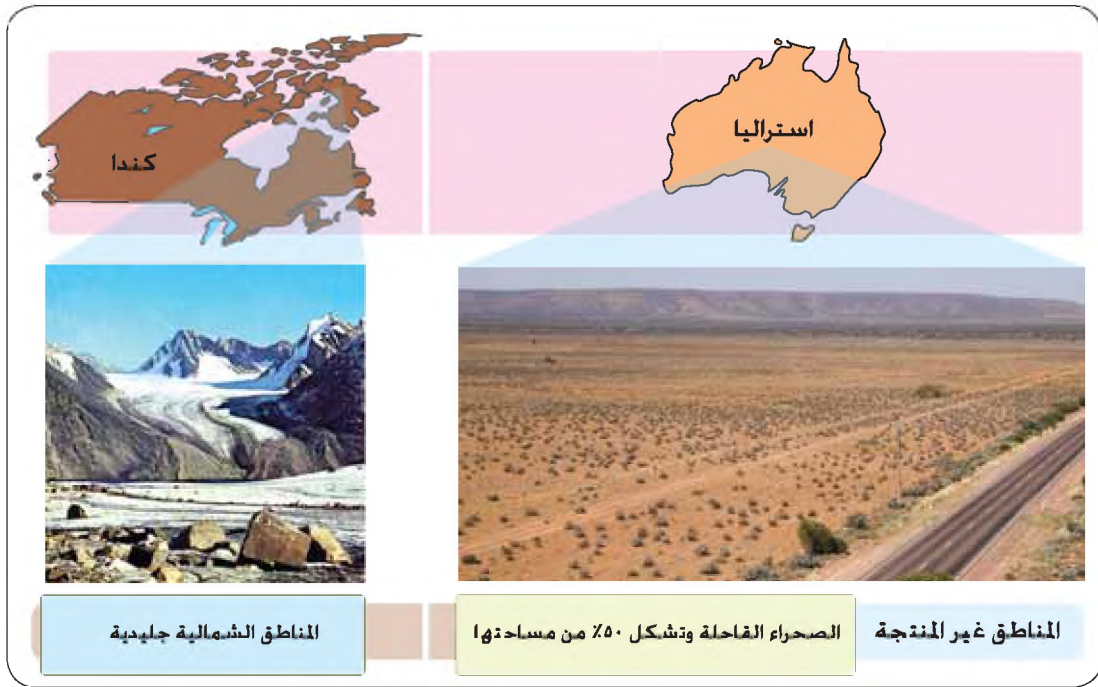 استراليا
كندا
المناطق غير المنتجة
الصحراء القاحلة وتشكل ٥٠٪ من مساحتها
المناطق الشمالية جليدية